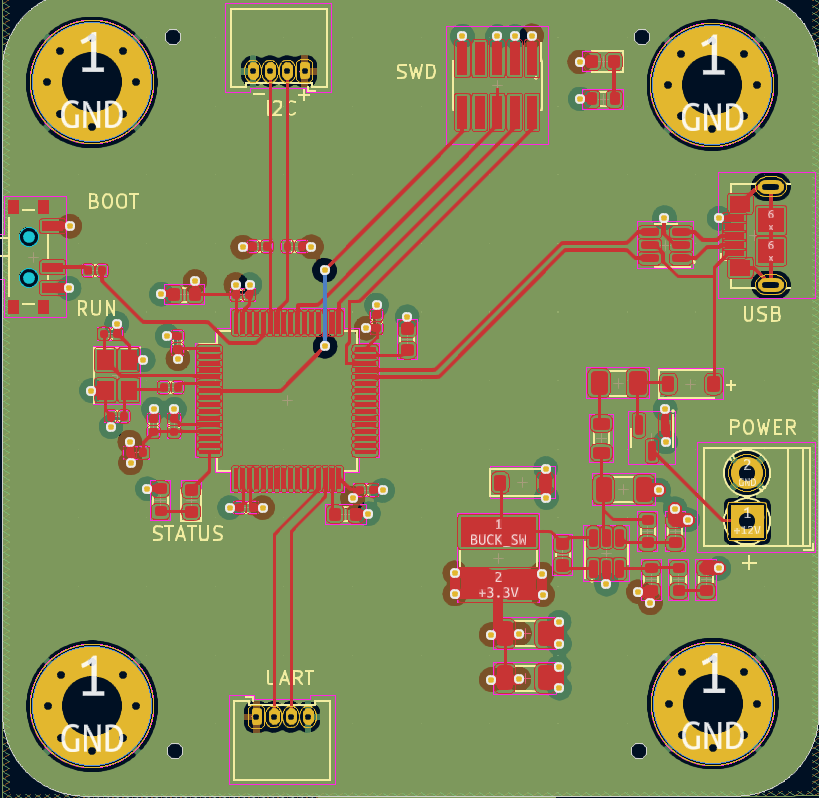 1
GND
I2C
− +
SWD
1
GND
BOOT
6
x
6
x
RUN
USB
+
POWER
2
GND
1
+12V
+
1
BUCK_SW
2
+3.3V
STATUS
UART
1
GND
1
GND